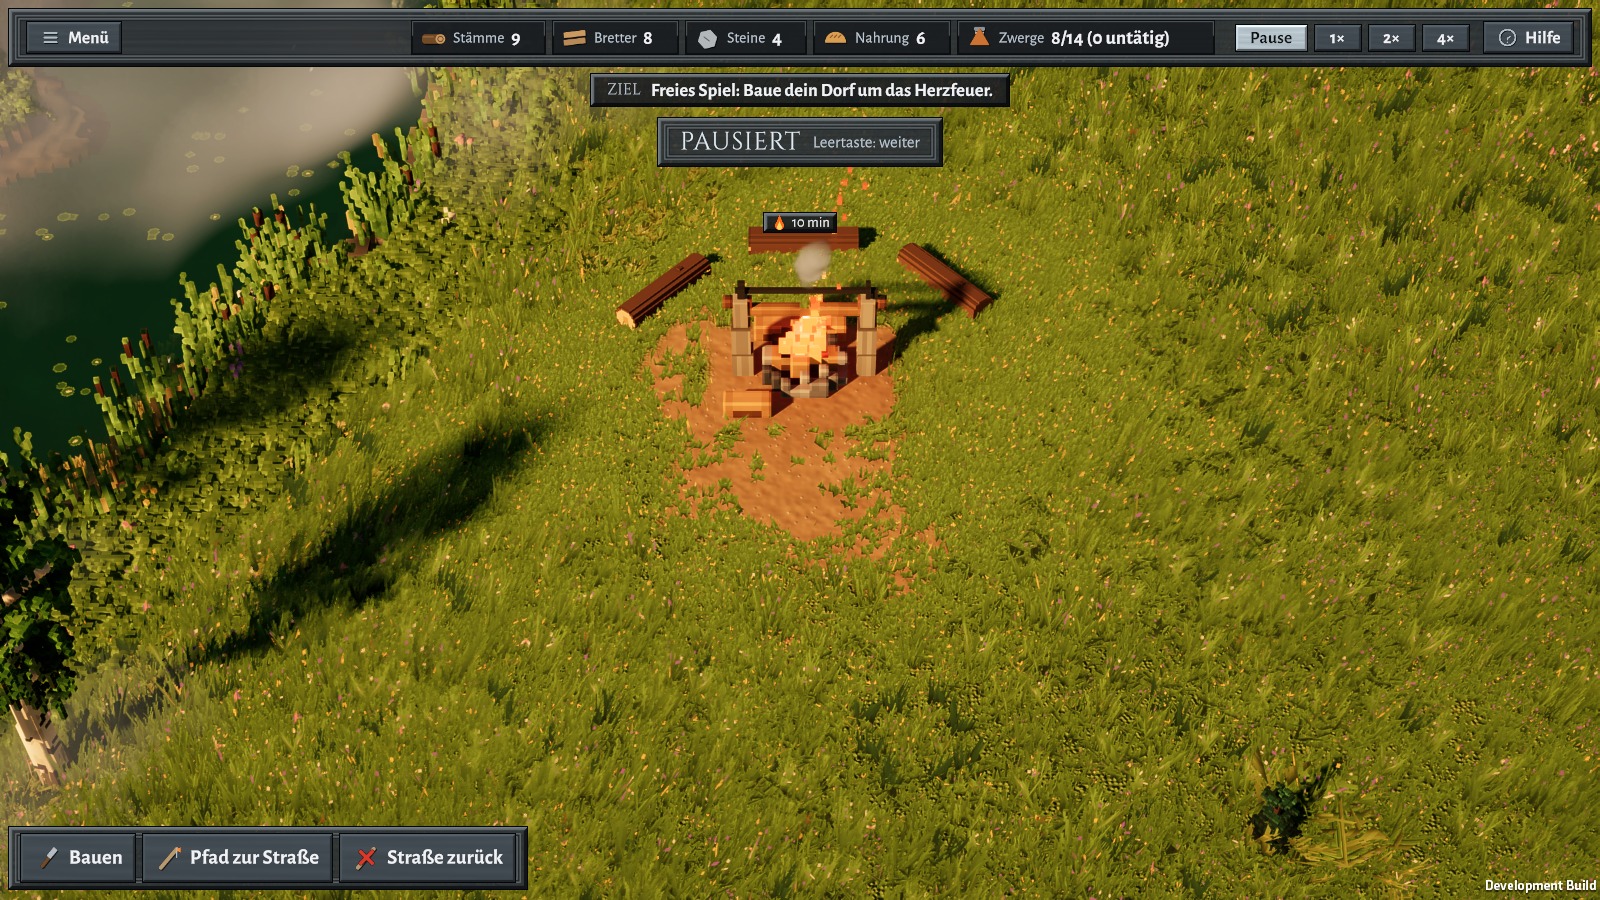 Menü
Stämme 9
Bretter 8
Steine 4
Nahrung 6
Zwerge 8/14 (0 untätig)
Pause
1×
2×
4×
Hilfe
ZIEL Freies Spiel: Baue dein Dorf um das Herzfeuer.
PAUSIERT Leertaste: weiter
10 min
Bauen
Pfad zur Straße
Straße zurück
Development Build